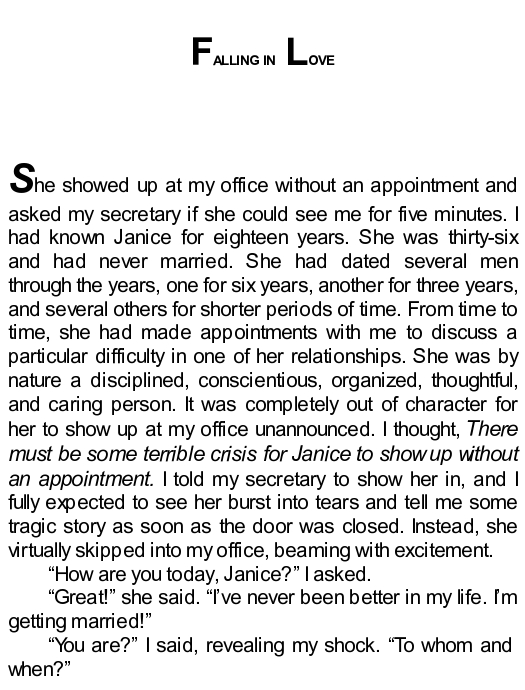 FALLING IN LOVE
She showed up at my office without an appointment and
asked my secretary if she could see me for five minutes. I
had known Janice for eighteen years. She was thirty-six
and had never married. She had dated several men
through the years, one for six years, another for three years,
and several others for shorter periods of time. From time to
time, she had made appointments with me to discuss a
particular difficulty in one of her relationships. She was by
nature a disciplined, conscientious, organized, thoughtful,
and caring person. It was completely out of character for
her to show up at my office unannounced. I thought, There
must be some terrible crisis for Janice to show up without
an appointment. I told my secretary to show her in, and I
fully expected to see her burst into tears and tell me some
tragic story as soon as the door was closed. Instead, she
virtually skipped into my office, beaming with excitement.
“How are you today, Janice?” I asked.
“Great!” she said. “I’ve never been better in my life. I’m
getting married!”
“You are?” I said, revealing my shock. “To whom and
when?”